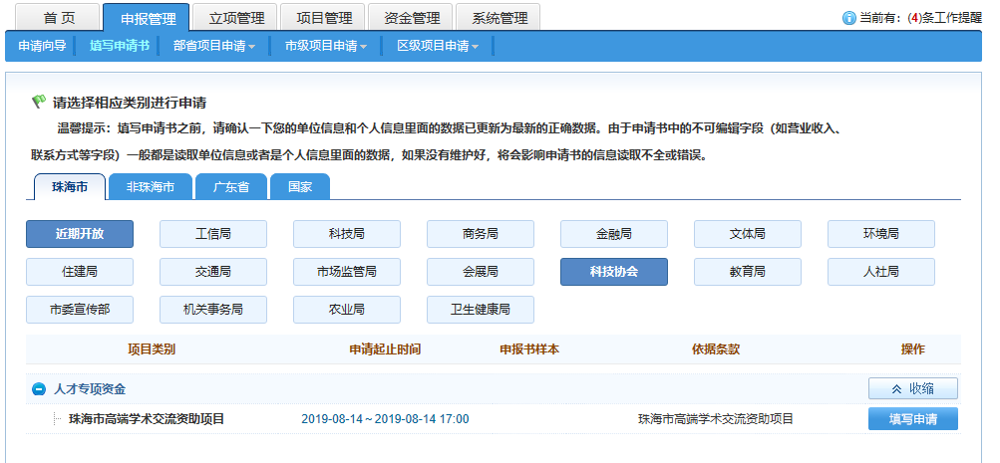 首 页 申报管理 立项管理 项目管理 资金管理 系统管理 当前有：(4)条工作提醒
申请向导 填写申请书 部省项目申请 市级项目申请 区级项目申请
请选择相应类别进行申请
温馨提示：填写申请书之前，请确认一下您的单位信息和个人信息里面的数据已更新为最新的正确数据。由于申请书中的不可编辑字段（如营业收入、
联系方式等字段）一般都是读取单位信息或者是个人信息里面的数据，如果没有维护好，将会影响申请书的信息读取不全或错误。
珠海市 非珠海市 广东省 国家
近期开放 工信局 科技局 商务局 金融局 文体局 环境局
住建局 交通局 市场监管局 会展局 科技协会 教育局 人社局
市委宣传部 机关事务局 农业局 卫生健康局
项目类别 申请起止时间 申报书样本 依据条款 操作
人才专项资金 收缩
珠海市高端学术交流资助项目 2019-08-14～2019-08-14 17:00 珠海市高端学术交流资助项目 填写申请